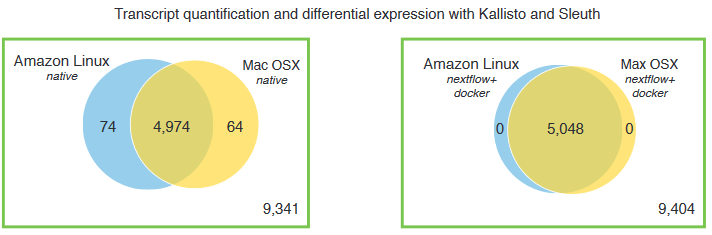 Transcript quantification and differential expression with Kallisto and Sleuth
Amazon Linux
native
Mac OSX
native
74
4,974
64
9,341
Amazon Linux
nextflow+
docker
Max OSX
nextflow+
docker
0
5,048
0
9,404